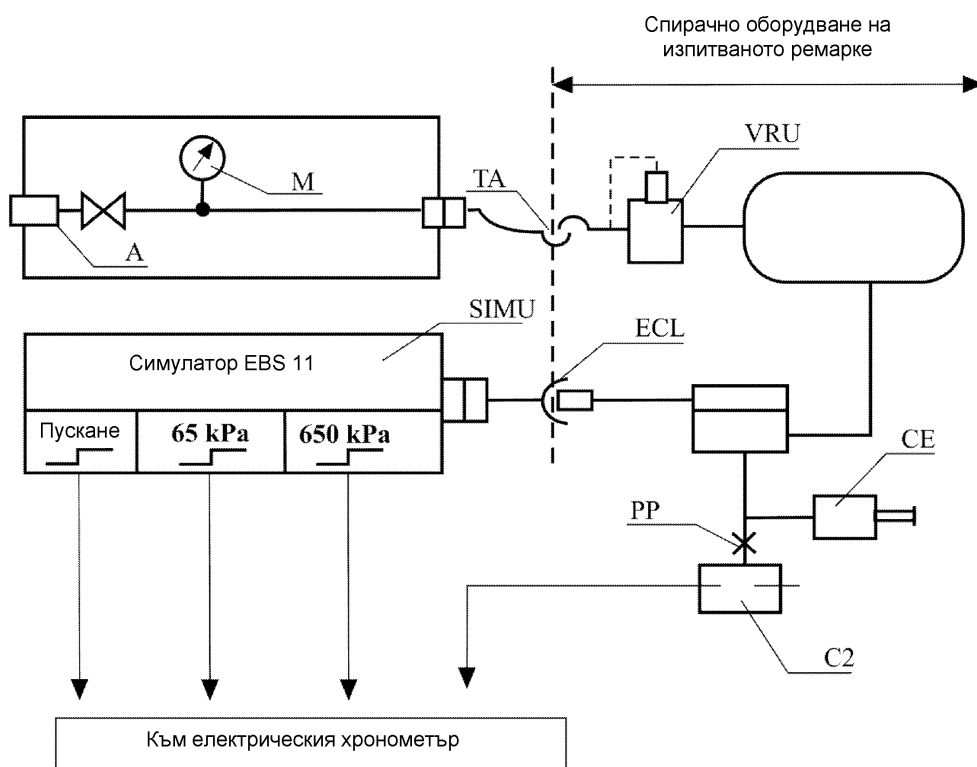 Спирачно оборудване на
изпитваното ремарке
VRU
TA
M
A
SIMU
ECL
Симулатор EBS 11
Пускане
65 kPa
650 kPa
CE
PP
C2
Към електрическия хронометър